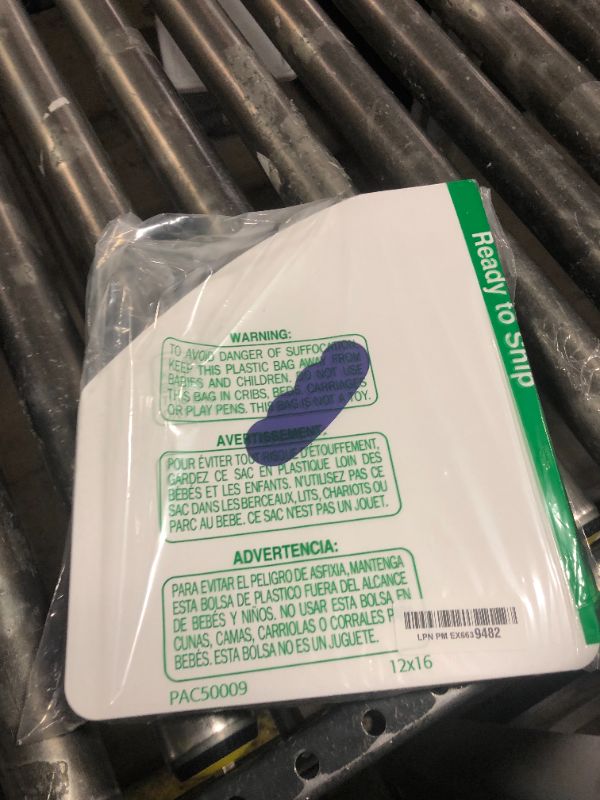 Ready to Ship
WARNING:
TO AVOID DANGER OF SUFFOCATION,
KEEP THIS PLASTIC BAG AWAY FROM
BABIES AND CHILDREN. DO NOT USE
THIS BAG IN CRIBS, BEDS, CARRIAGES
OR PLAY PENS. THIS BAG IS NOT A TOY.
AVERTISSEMENT:
POUR ÉVITER TOUT RISQUE D'ÉTOUFFEMENT,
GARDEZ CE SAC EN PLASTIQUE LOIN DES
BÉBÉS ET LES ENFANTS. N'UTILISEZ PAS CE
SAC DANS LES BERCEAUX, LITS, CHARIOTS OU
PARC AU BEBE. CE SAC N'EST PAS UN JOUET.
ADVERTENCIA:
PARA EVITAR EL PELIGRO DE ASFIXIA, MANTENGA
ESTA BOLSA DE PLASTICO FUERA DEL ALCANCE
DE BEBÉS Y NIÑOS. NO USAR ESTA BOLSA EN
CUNAS, CAMAS, CARRIOLAS O CORRALES P
BEBÉS. ESTA BOLSA NO ES UN JUGUETE.
LPN PM EX6639482
PAC50009
12x16